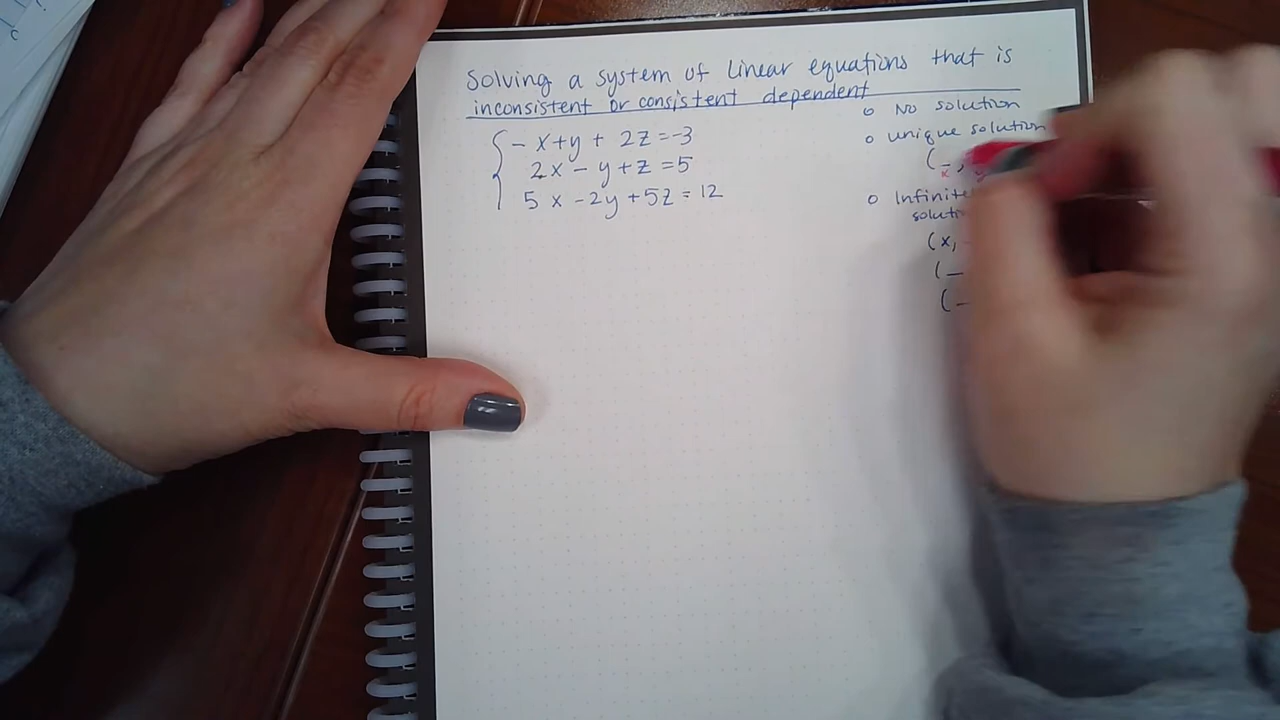 Solving a system of linear equations that is
inconsistent or consistent dependent
- x+y + 2z =-3
2x - y +z =5
5 x -2y +5z = 12
o No solution
o unique solution
(_,
x
o Infinite
(x,
(_
(_